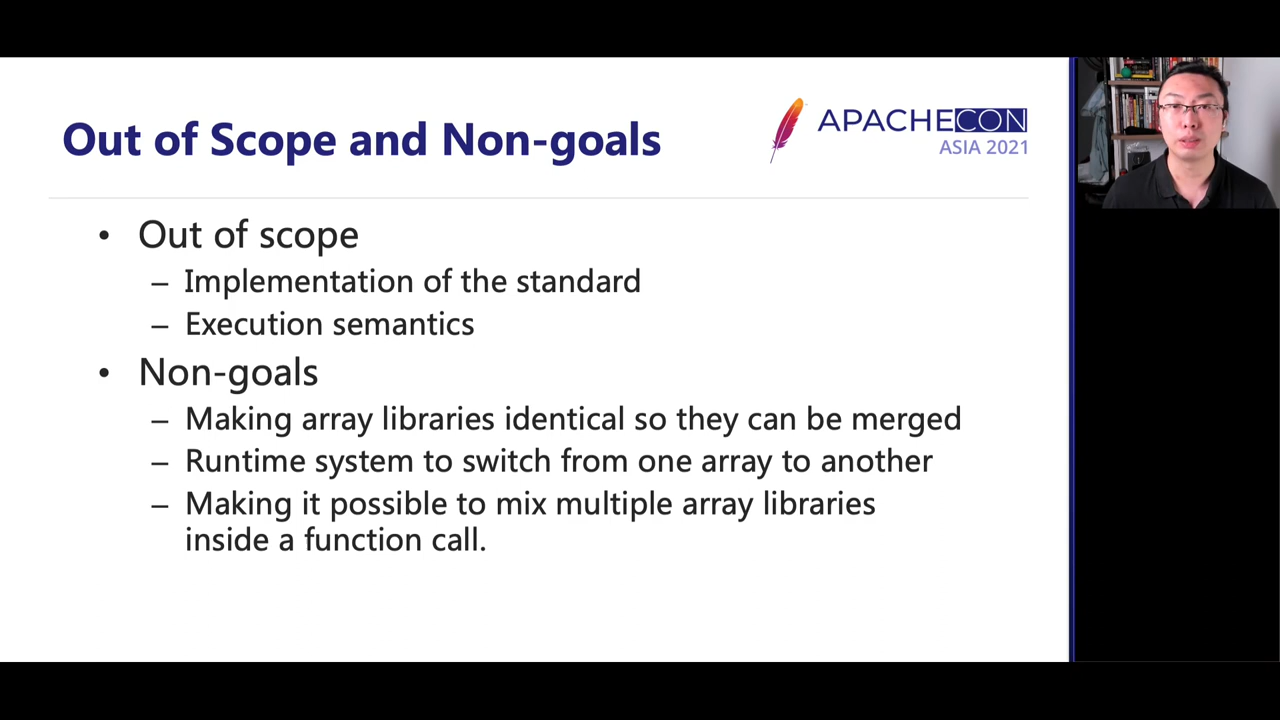 Out of Scope and Non-goals
APACHECON
ASIA 2021
• Out of scope
– Implementation of the standard
– Execution semantics
• Non-goals
– Making array libraries identical so they can be merged
– Runtime system to switch from one array to another
– Making it possible to mix multiple array libraries
inside a function call.